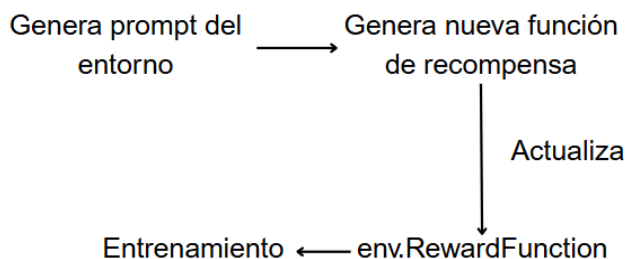 Genera prompt del
entorno
Genera nueva función
de recompensa
Actualiza
Entrenamiento
env.RewardFunction